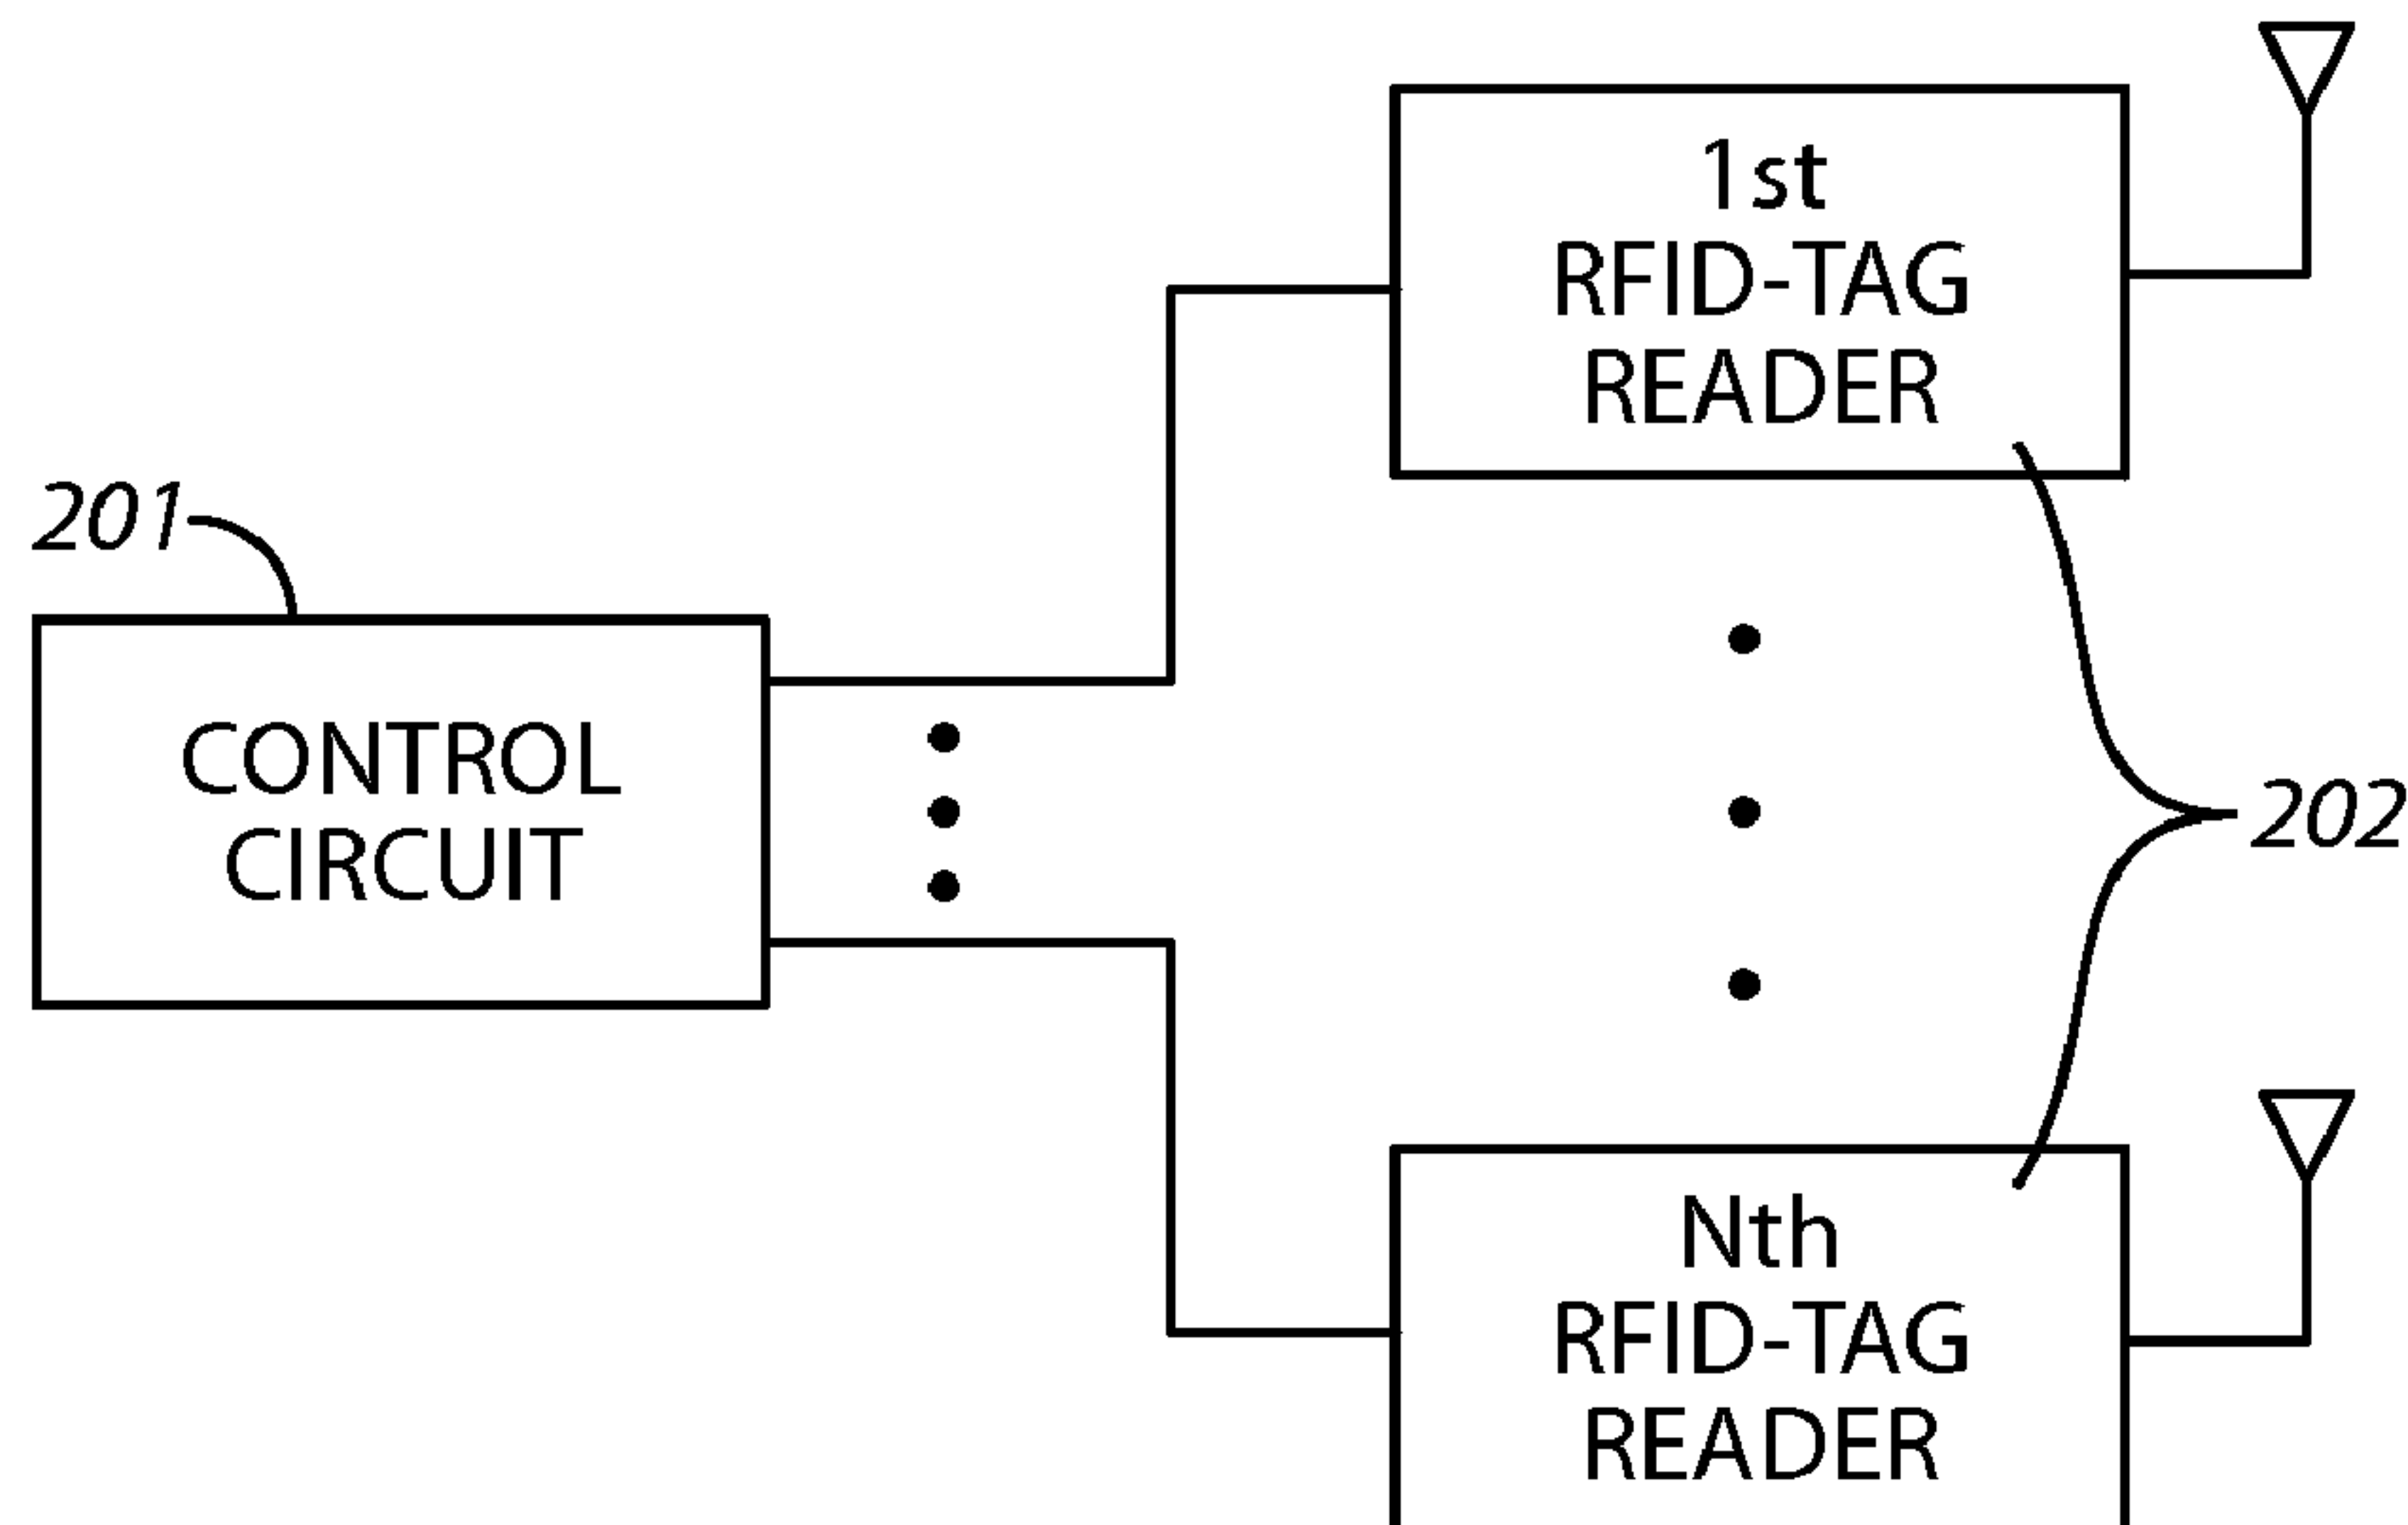 1st
RFID-TAG
READER
201
CONTROL
CIRCUIT
202
Nth
RFID-TAG
READER